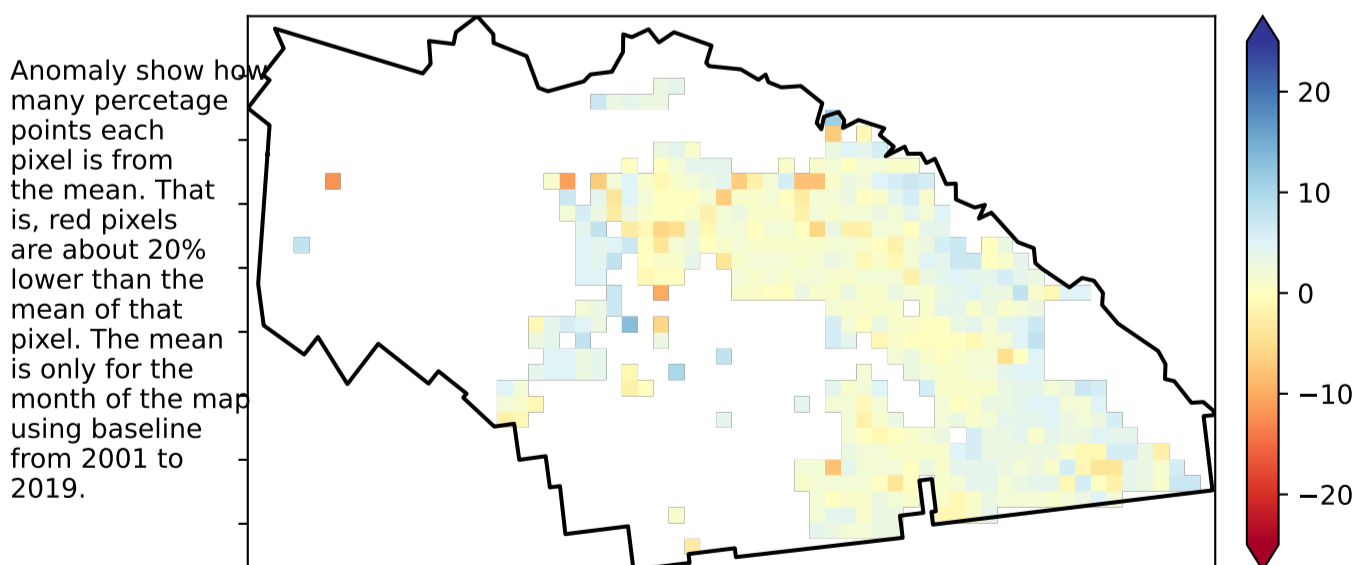 Anomaly show how
many percetage
points each
pixel is from
the mean. That
is, red pixels
are about 20%
lower than the
mean of that
pixel. The mean
is only for the
month of the map
using baseline
from 2001 to
2019.
20
10
0
−10
−20